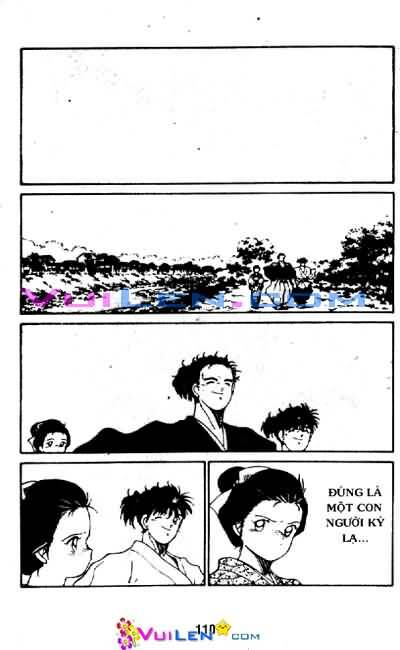 VuiLen.com
ĐÚNG LÀ
MỘT CON
NGƯỜI KỲ
LẠ...
110
VuiLen.com